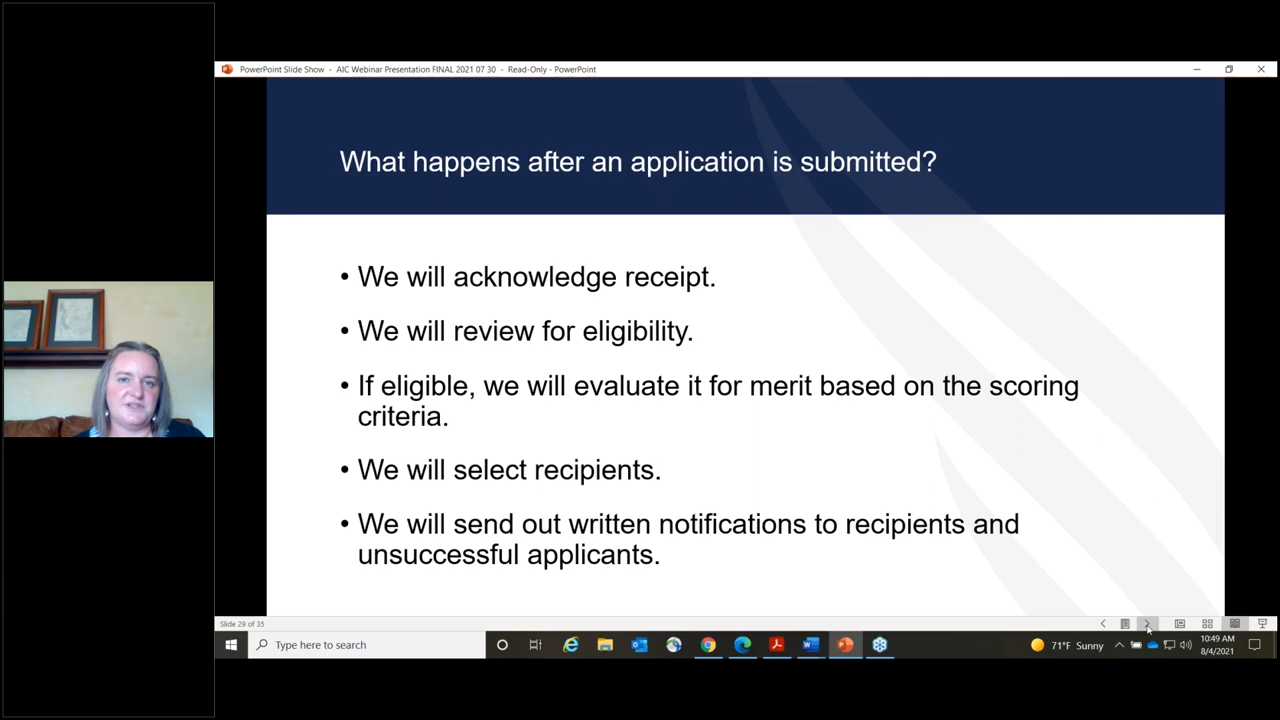 PowerPoint Slide Show - AIC Webinar Presentation FINAL 2021 07 30 - Read-Only - PowerPoint
What happens after an application is submitted?
• We will acknowledge receipt.
• We will review for eligibility.
• If eligible, we will evaluate it for merit based on the scoring
criteria.
• We will select recipients.
• We will send out written notifications to recipients and
unsuccessful applicants.
Slide 29 of 35
Type here to search
71°F Sunny
10:49 AM
8/4/2021